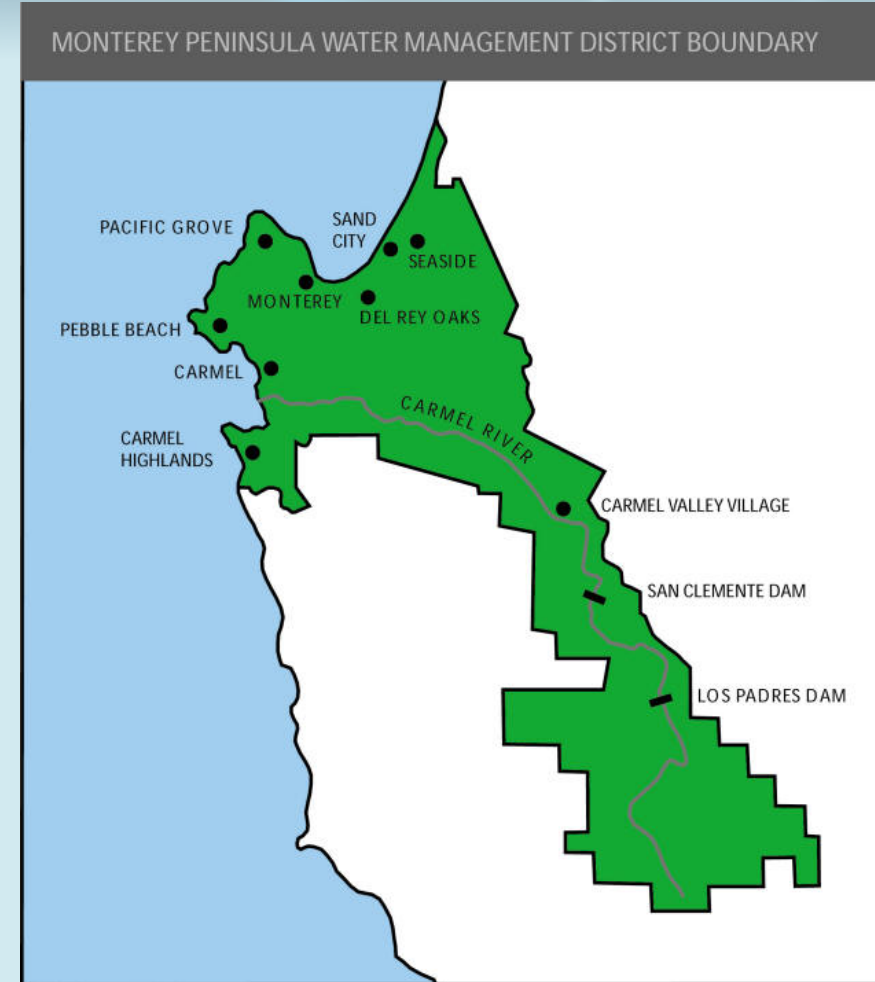 MONTEREY PENINSULA WATER MANAGEMENT DISTRICT BOUNDARY
PACIFIC GROVE
SAND
CITY
SEASIDE
MONTEREY
DEL REY OAKS
PEBBLE BEACH
CARMEL
CARMEL RIVER
CARMEL
HIGHLANDS
CARMEL VALLEY VILLAGE
SAN CLEMENTE DAM
LOS PADRES DAM